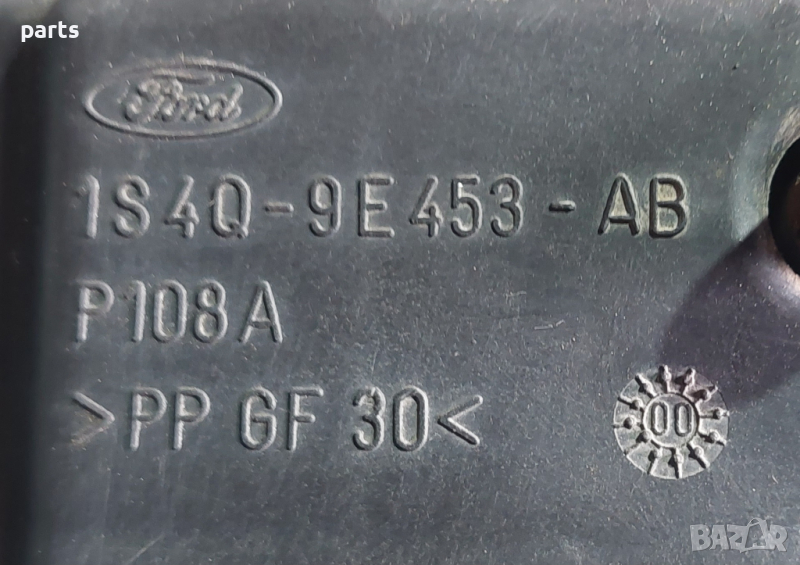 parts
Ford
1S4Q-9E453-AB
P108A
>PP GF 30<
00
BAZAR